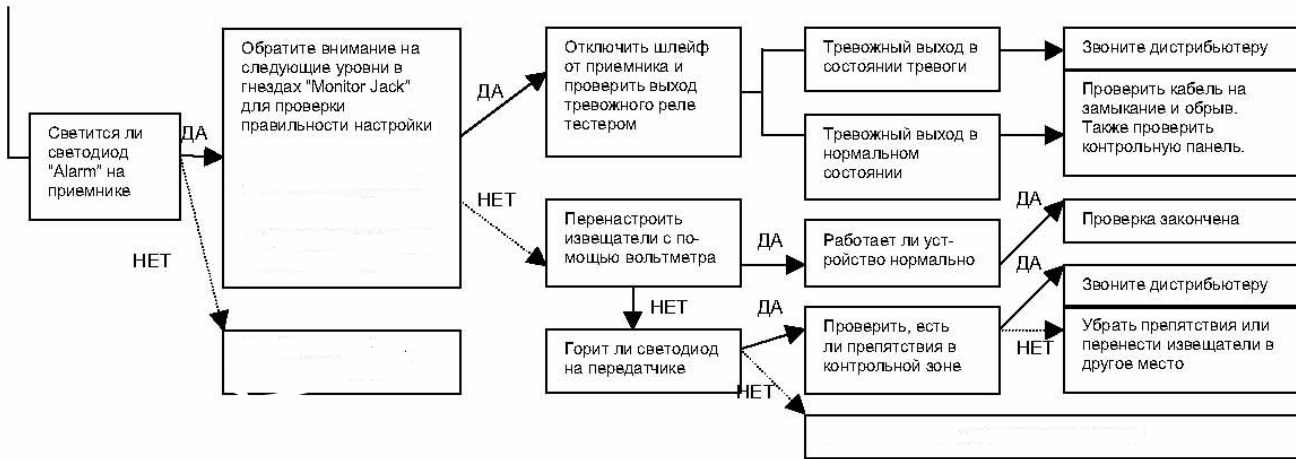 Светится ли
светодиод
"Alarm" на
приемнике
ДА
НЕТ
Обратите внимание на
следующие уровни в
гнездах "Monitor Jack"
для проверки
правильности настройки
ДА
НЕТ
Отключить шлейф
от приемника и
проверить выход
тревожного реле
тестером
Тревожный выход в
состоянии тревоги
Тревожный выход в
нормальном
состоянии
Звоните дистрибьютеру
Проверить кабель на
замыкание и обрыв.
Также проверить
контрольную панель.
Перенастроить
извещатели с по-
мощью вольтметра
ДА
НЕТ
Работает ли уст-
ройство нормально
ДА
Проверка закончена
Горит ли светодиод
на передатчике
ДА
НЕТ
Проверить, есть
ли препятствия в
контрольной зоне
ДА
НЕТ
Звоните дистрибьютеру
Убрать препятствия или
перенести извещатели в
другое место